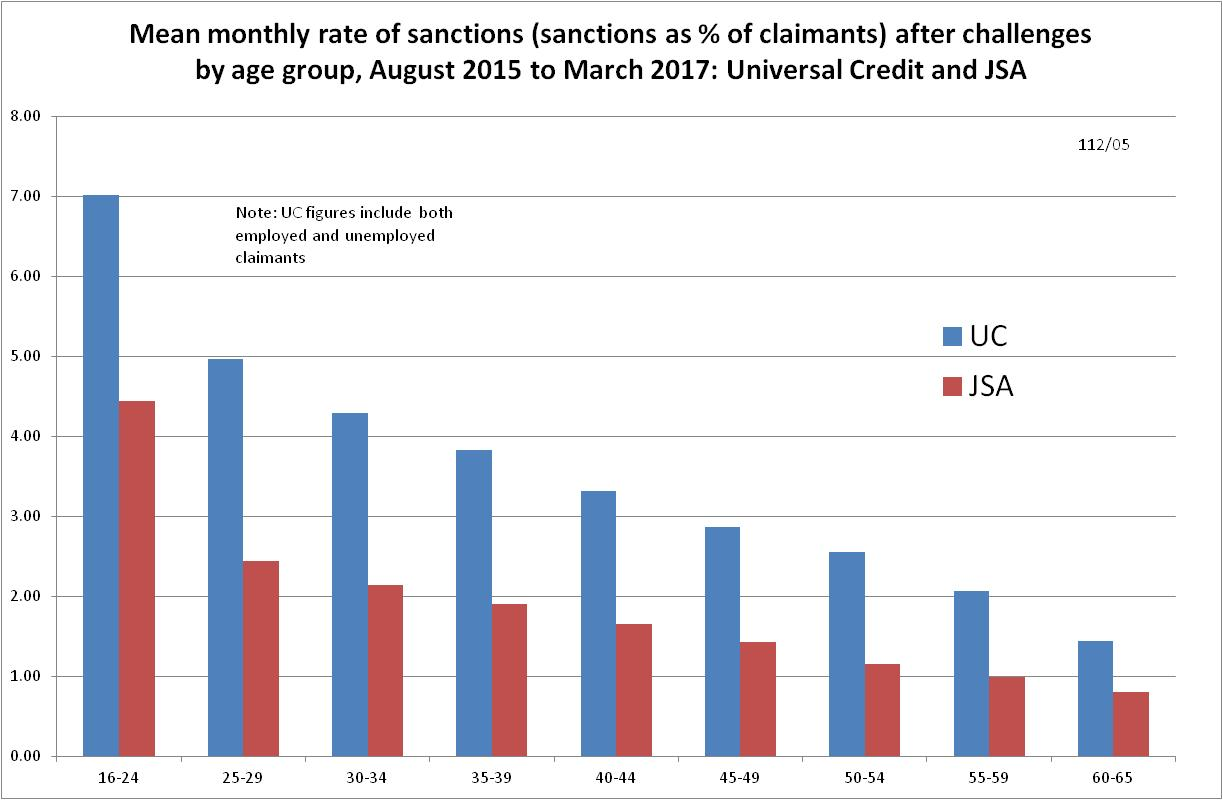 Mean monthly rate of sanctions (sanctions as % of claimants) after challenges
by age group, August 2015 to March 2017: Universal Credit and JSA
8.00
112/05
7.00
Note: UC figures include both
employed and unemployed
claimants
6.00
UC
5.00
JSA
4.00
3.00
2.00
1.00
0.00
16-24 25-29 30-34 35-39 40-44 45-49 50-54 55-59 60-65